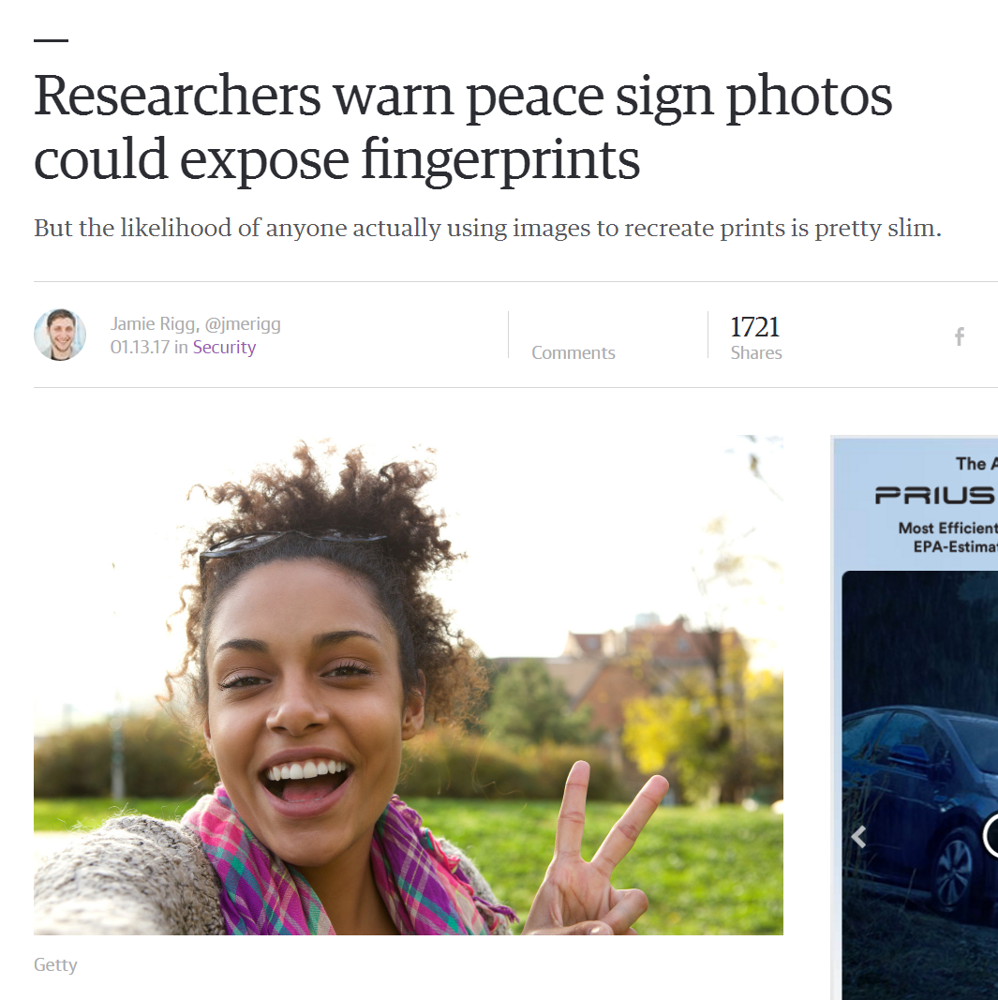 Researchers warn peace sign photos
could expose fingerprints
But the likelihood of anyone actually using images to recreate prints is pretty slim.
Jamie Rigg, @jmerigg
01.13.17 in Security
Comments
1721
Shares
The A
PRIUS
Most Efficient
EPA-Estima
Getty